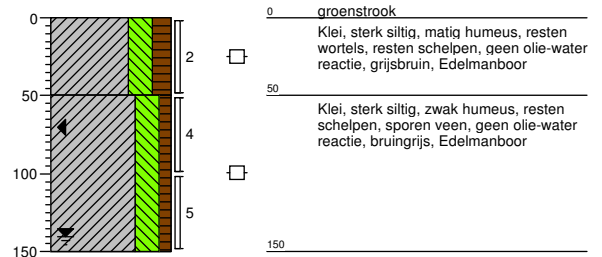 0
50
100
150
2
4
5
0
groenstrook
Klei, sterk siltig, matig humeus, resten
wortels, resten schelpen, geen olie-water
reactie, grijsbruin, Edelmanboor
50
Klei, sterk siltig, zwak humeus, resten
schelpen, sporen veen, geen olie-water
reactie, bruingrijs, Edelmanboor
150